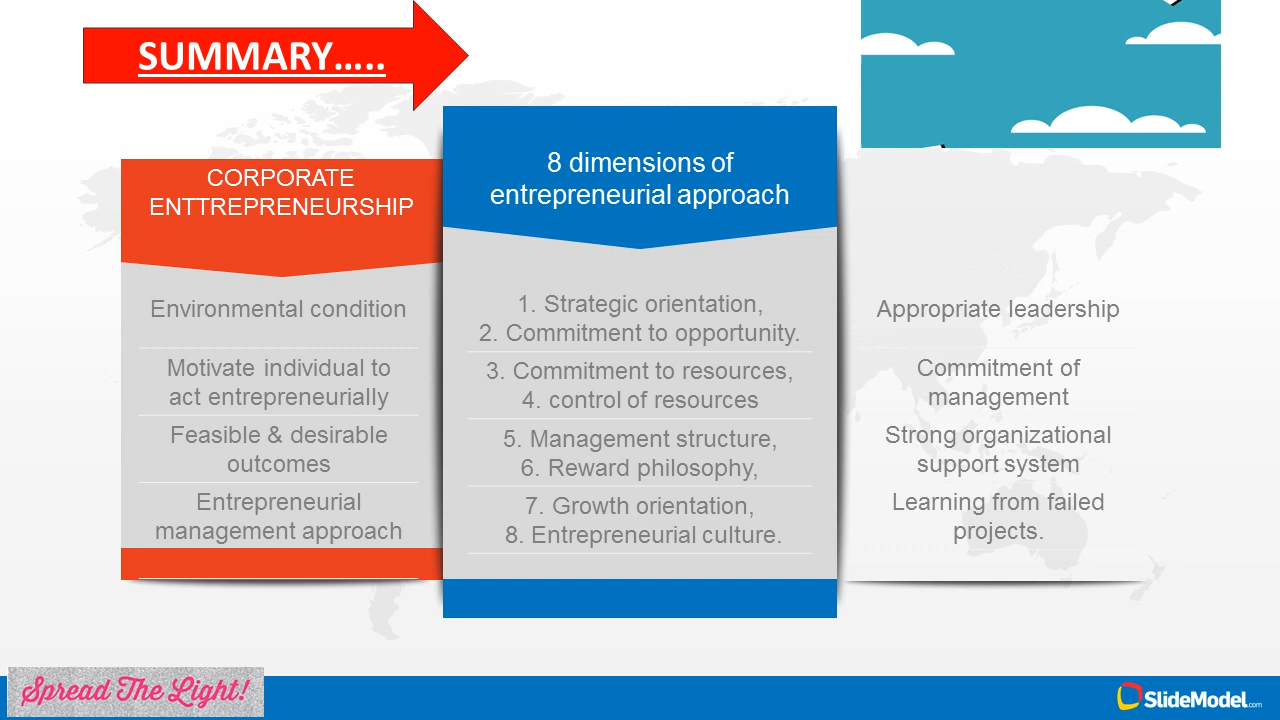 SUMMARY…..
CORPORATE
ENTTREPRENEURSHIP
Environmental condition
Motivate individual to
act entrepreneurially
Feasible & desirable
outcomes
Entrepreneurial
management approach
8 dimensions of
entrepreneurial approach
1. Strategic orientation,
2. Commitment to opportunity.
3. Commitment to resources,
4. control of resources
5. Management structure,
6. Reward philosophy,
7. Growth orientation,
8. Entrepreneurial culture.
Appropriate leadership
Commitment of
management
Strong organizational
support system
Learning from failed
projects.
Spread The Light!
SlideModel.com